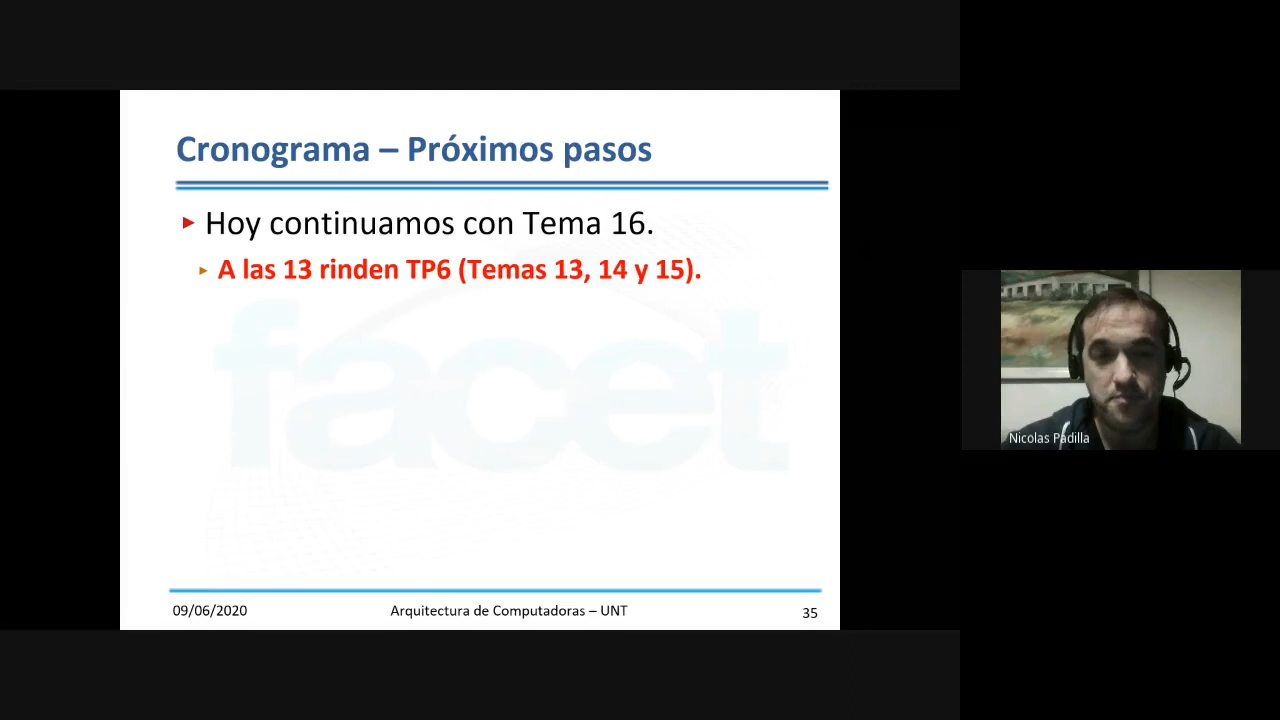 Cronograma – Próximos pasos
Hoy continuamos con Tema 16.
A las 13 rinden TP6 (Temas 13, 14 y 15).
facet
09/06/2020
Arquitectura de Computadoras – UNT
35
Nicolas Padilla